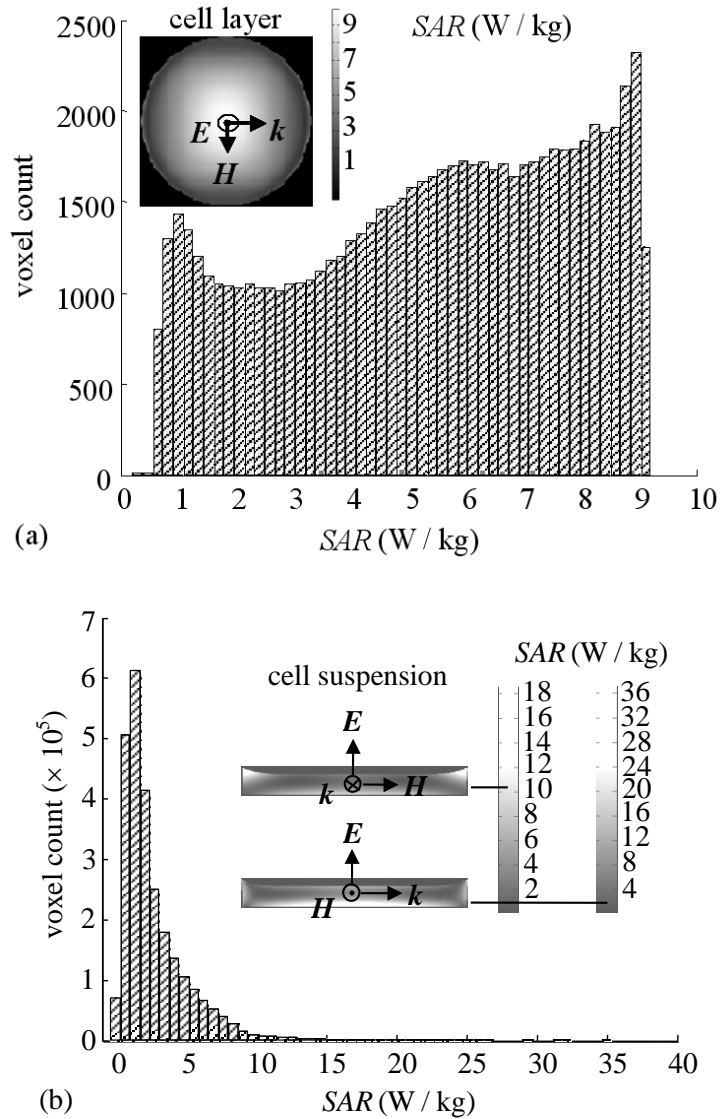 cell layer
SAR (W / kg)
9
7
5
3
1
E
k
H
2500
2000
1500
1000
500
0
voxel count
0 1 2 3 4 5 6 7 8 9 10
SAR (W / kg)
(a)
7
6
5
4
3
2
1
0
voxel count (× 10⁵)
cell suspension
SAR (W / kg)
E
k
H
E
H
k
18
16
14
12
10
8
6
4
2
36
32
28
24
20
16
12
8
4
0 5 10 15 20 25 30 35 40
SAR (W / kg)
(b)